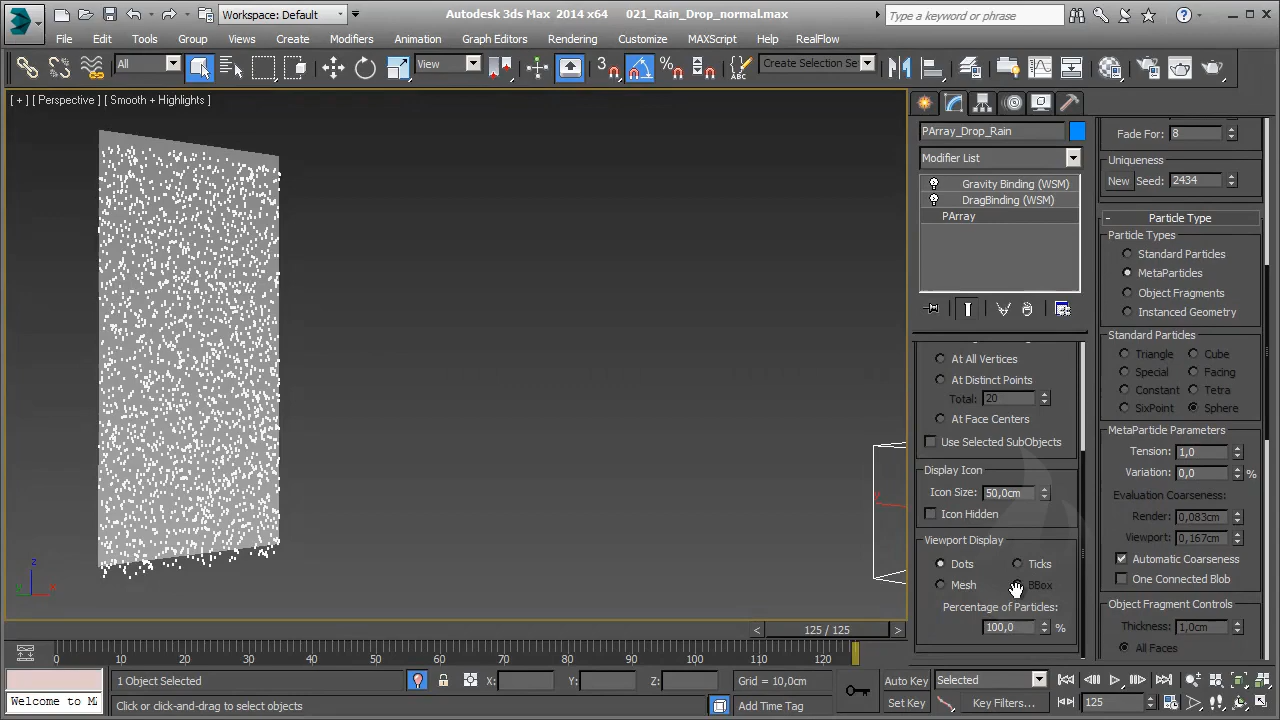 Workspace: Default
Autodesk 3ds Max 2014 x64 021_Rain_Drop_normal.max
Type a keyword or phrase
File Edit Tools Group Views Create Modifiers Animation Graph Editors Rendering Customize MAXScript Help RealFlow
All View 3 Create Selection Se
[ + ] [ Perspective ] [ Smooth + Highlights ]
PArray_Drop_Rain
Modifier List
Gravity Binding (WSM)
DragBinding (WSM)
PArray
At All Vertices
At Distinct Points
Total: 20
At Face Centers
Use Selected SubObjects
Display Icon
Icon Size: 50,0cm
Icon Hidden
Viewport Display
Dots Ticks
Mesh BBox
Percentage of Particles:
100,0 %
Fade For: 8
Uniqueness
New Seed: 2434
- Particle Type
Particle Types
Standard Particles
MetaParticles
Object Fragments
Instanced Geometry
Standard Particles
Triangle Cube
Special Facing
Constant Tetra
SixPoint Sphere
MetaParticle Parameters
Tension: 1,0
Variation: 0,0 %
Evaluation Coarseness:
Render: 0,083cm
Viewport: 0,167cm
Automatic Coarseness
One Connected Blob
Object Fragment Controls
Thickness: 1,0cm
All Faces
z
y x
y
< 125 / 125 >
0 10 20 30 40 50 60 70 80 90 100 110 120
1 Object Selected X: Y: Z: Grid = 10,0cm Auto Key Selected
Welcome to M Click or click-and-drag to select objects Add Time Tag Set Key Key Filters... 125